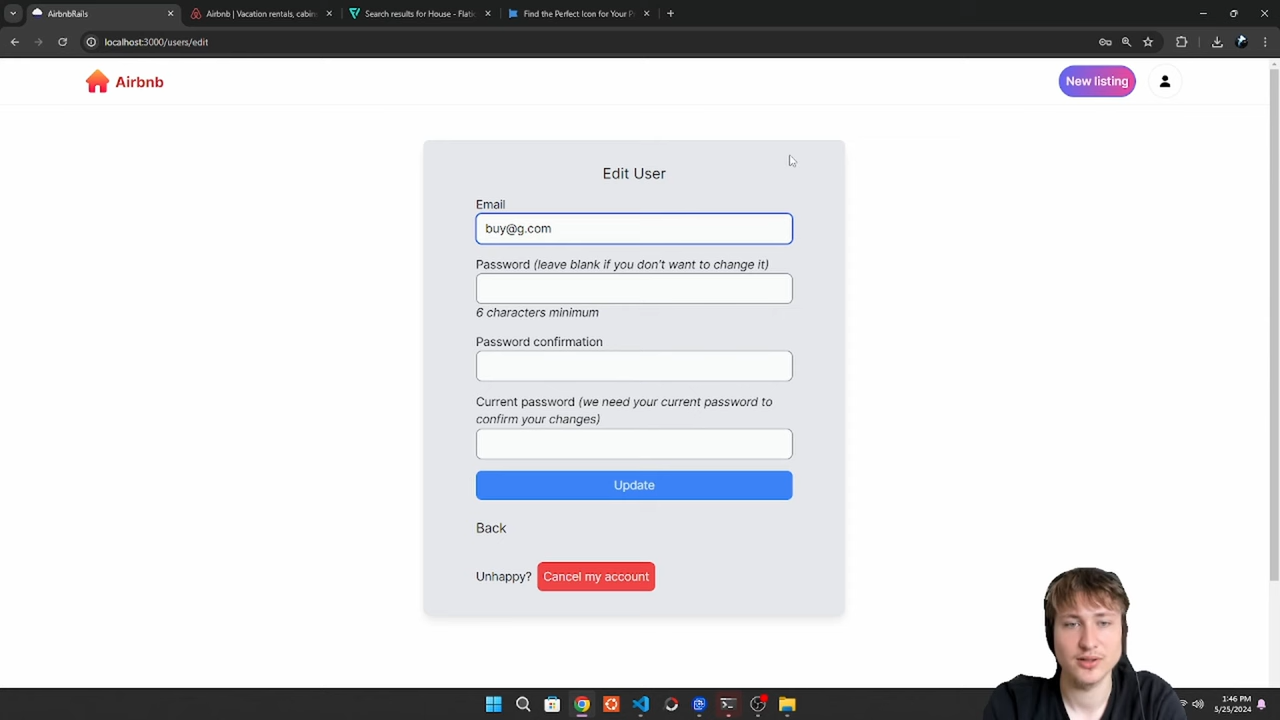 AirbnbRails
Airbnb | Vacation rentals, cabin
Search results for House - Flatic
Find the Perfect Icon for Your P
localhost:3000/users/edit
Airbnb
New listing
Edit User
Email
buy@g.com
Password (leave blank if you don't want to change it)
6 characters minimum
Password confirmation
Current password (we need your current password to
confirm your changes)
Update
Back
Unhappy? Cancel my account
1:46 PM
5/25/2024